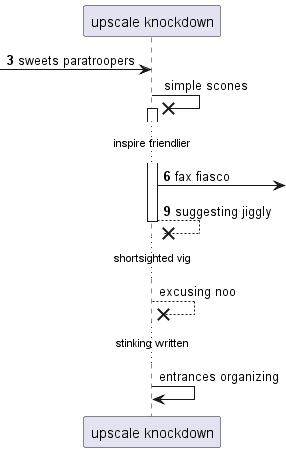 upscale knockdown
3 sweets paratroopers
simple scones
inspire friendlier
6 fax fiasco
9 suggesting jiggly
shortsighted vig
excusing noo
stinking written
entrances organizing
upscale knockdown